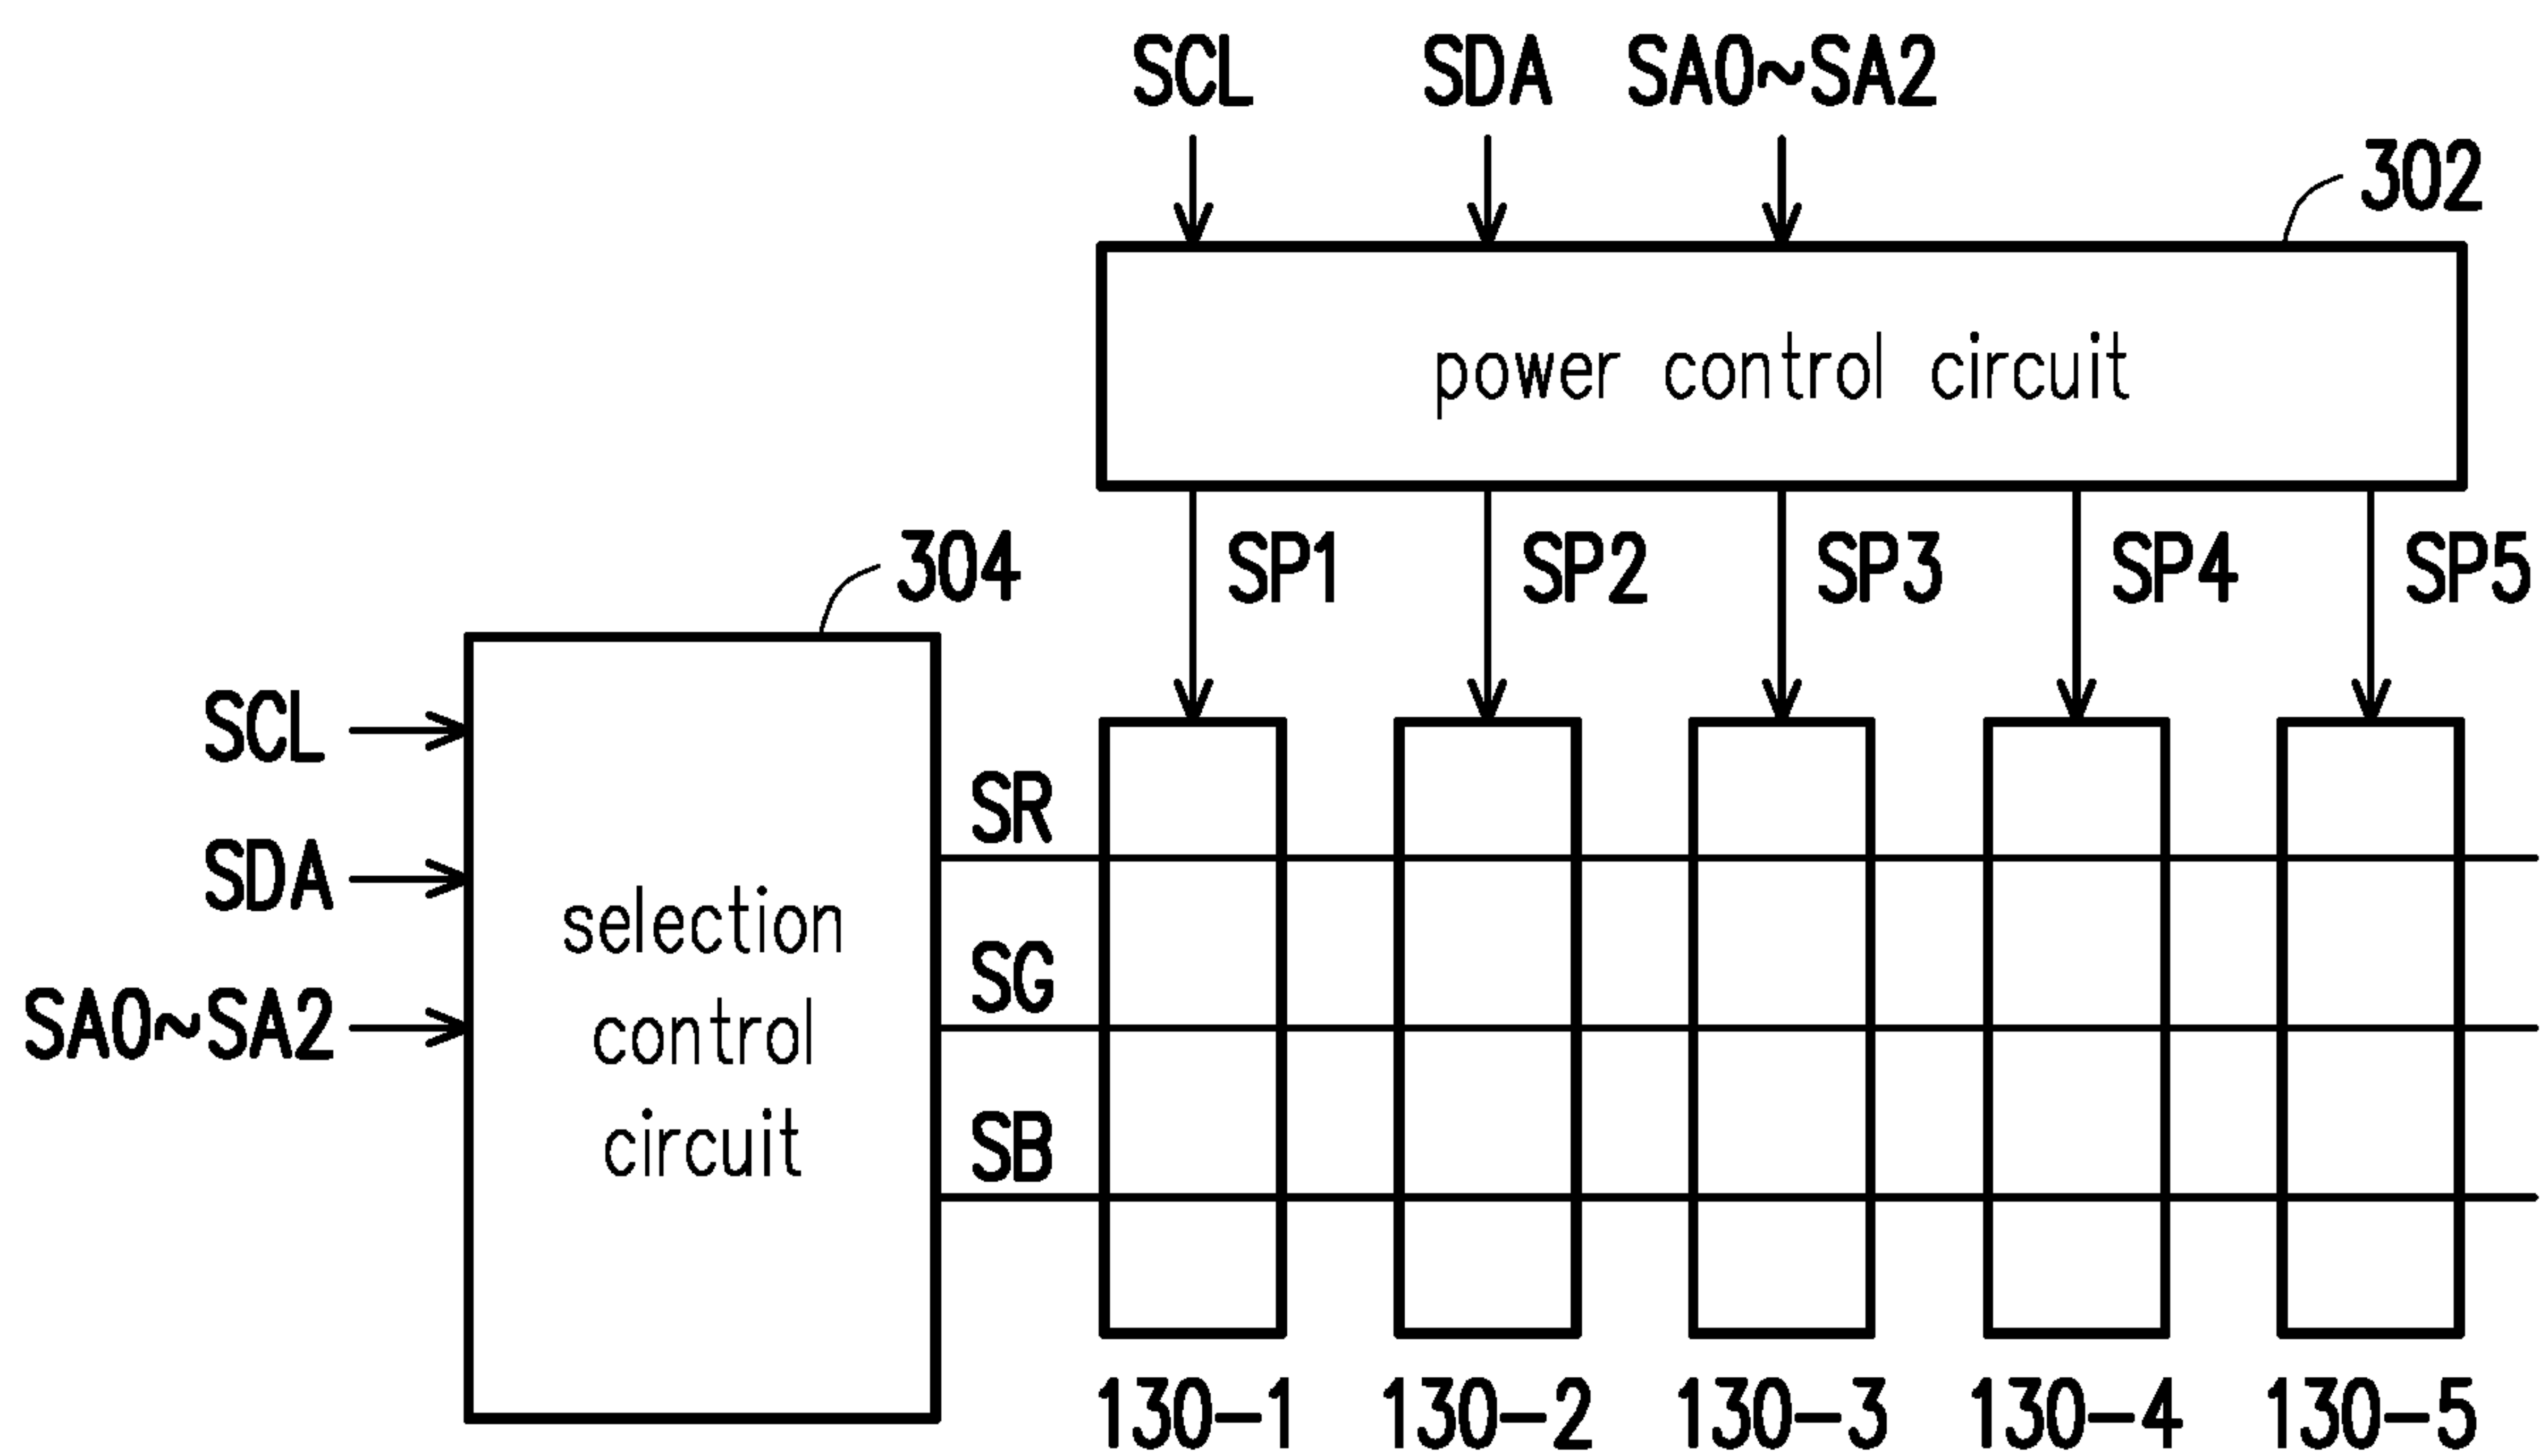 SCL SDA SA0~SA2
302
power control circuit
304
SP1 SP2 SP3 SP4 SP5
SCL
SDA
SA0~SA2
selection
control
circuit
SR
SG
SB
130-1 130-2 130-3 130-4 130-5